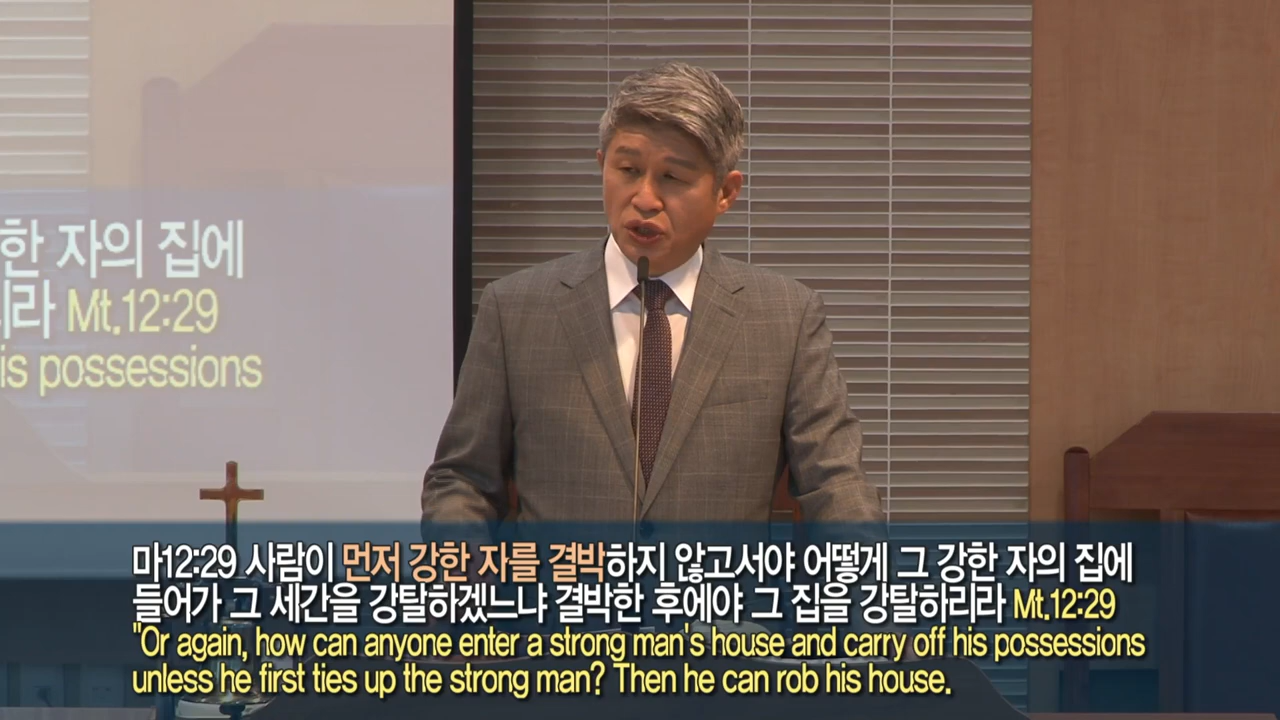 한 자의 집에
리라 Mt.12:29
is possessions
마12:29 사람이 먼저 강한 자를 결박하지 않고서야 어떻게 그 강한 자의 집에
들어가 그 세간을 강탈하겠느냐 결박한 후에야 그 집을 강탈하리라 Mt.12:29
"Or again, how can anyone enter a strong man's house and carry off his possessions
unless he first ties up the strong man? Then he can rob his house.